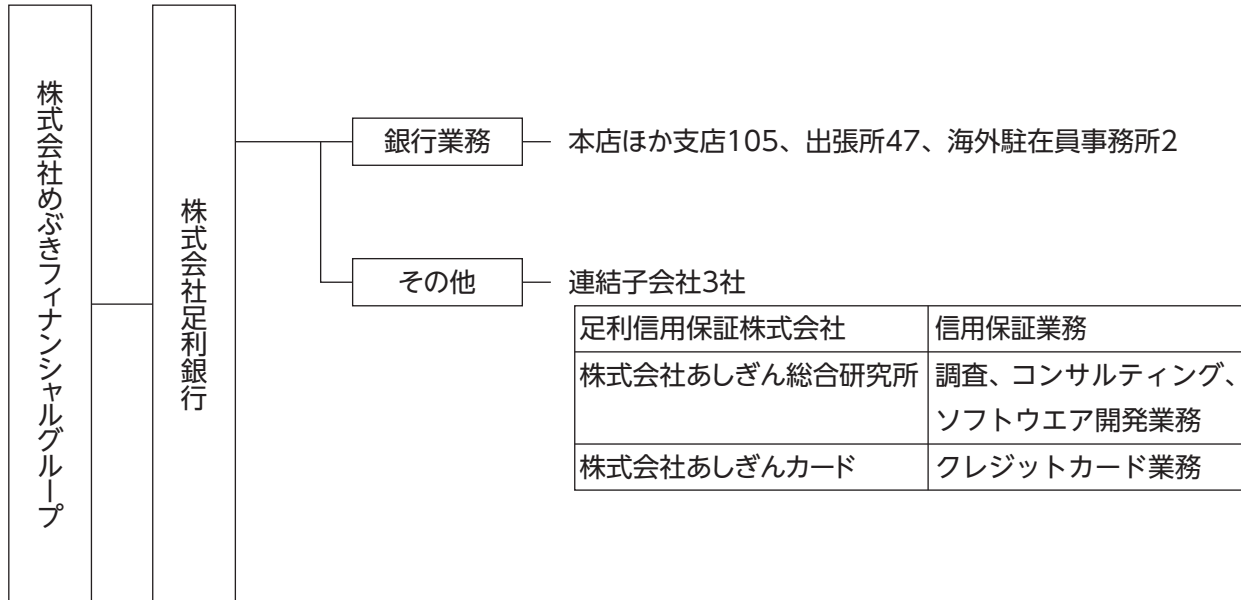 株式会社めぶきフィナンシャルグループ
株式会社足利銀行
銀行業務
本店ほか支店105、出張所47、海外駐在員事務所2
その他
連結子会社3社
足利信用保証株式会社
信用保証業務
株式会社あしぎん総合研究所
調査、コンサルティング、
ソフトウエア開発業務
株式会社あしぎんカード
クレジットカード業務